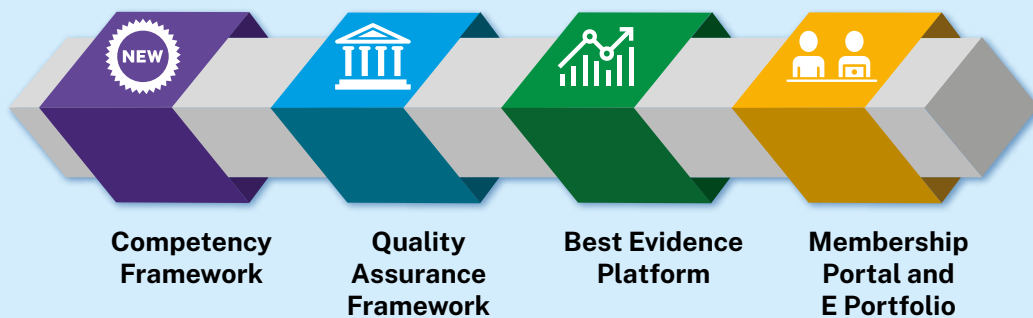 NEW
Competency
Framework
Quality
Assurance
Framework
Best Evidence
Platform
Membership
Portal and
E Portfolio